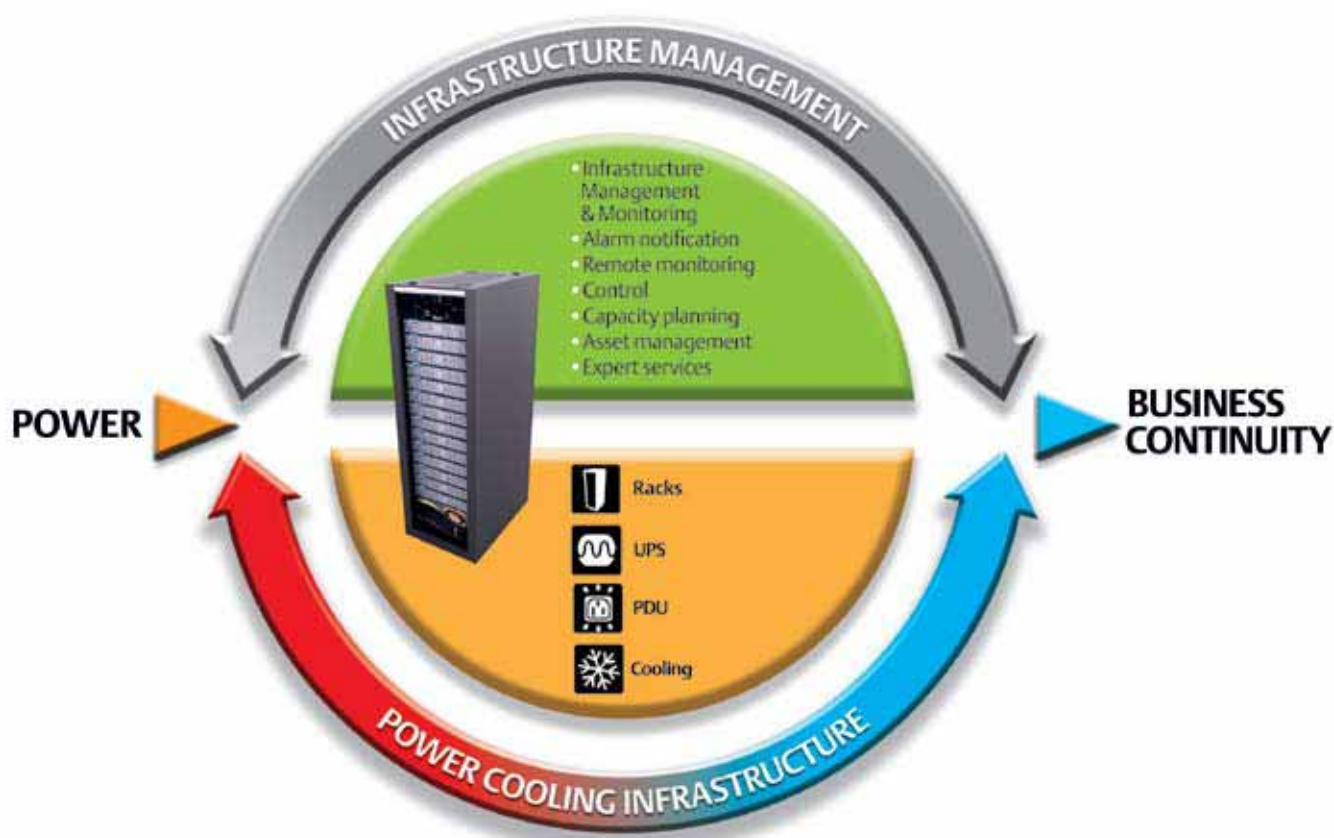 INFRASTRUCTURE MANAGEMENT
• Infrastructure
Management
& Monitoring
• Alarm notification
• Remote monitoring
• Control
• Capacity planning
• Asset management
• Expert services
POWER
BUSINESS
CONTINUITY
Racks
UPS
PDU
Cooling
POWER COOLING INFRASTRUCTURE